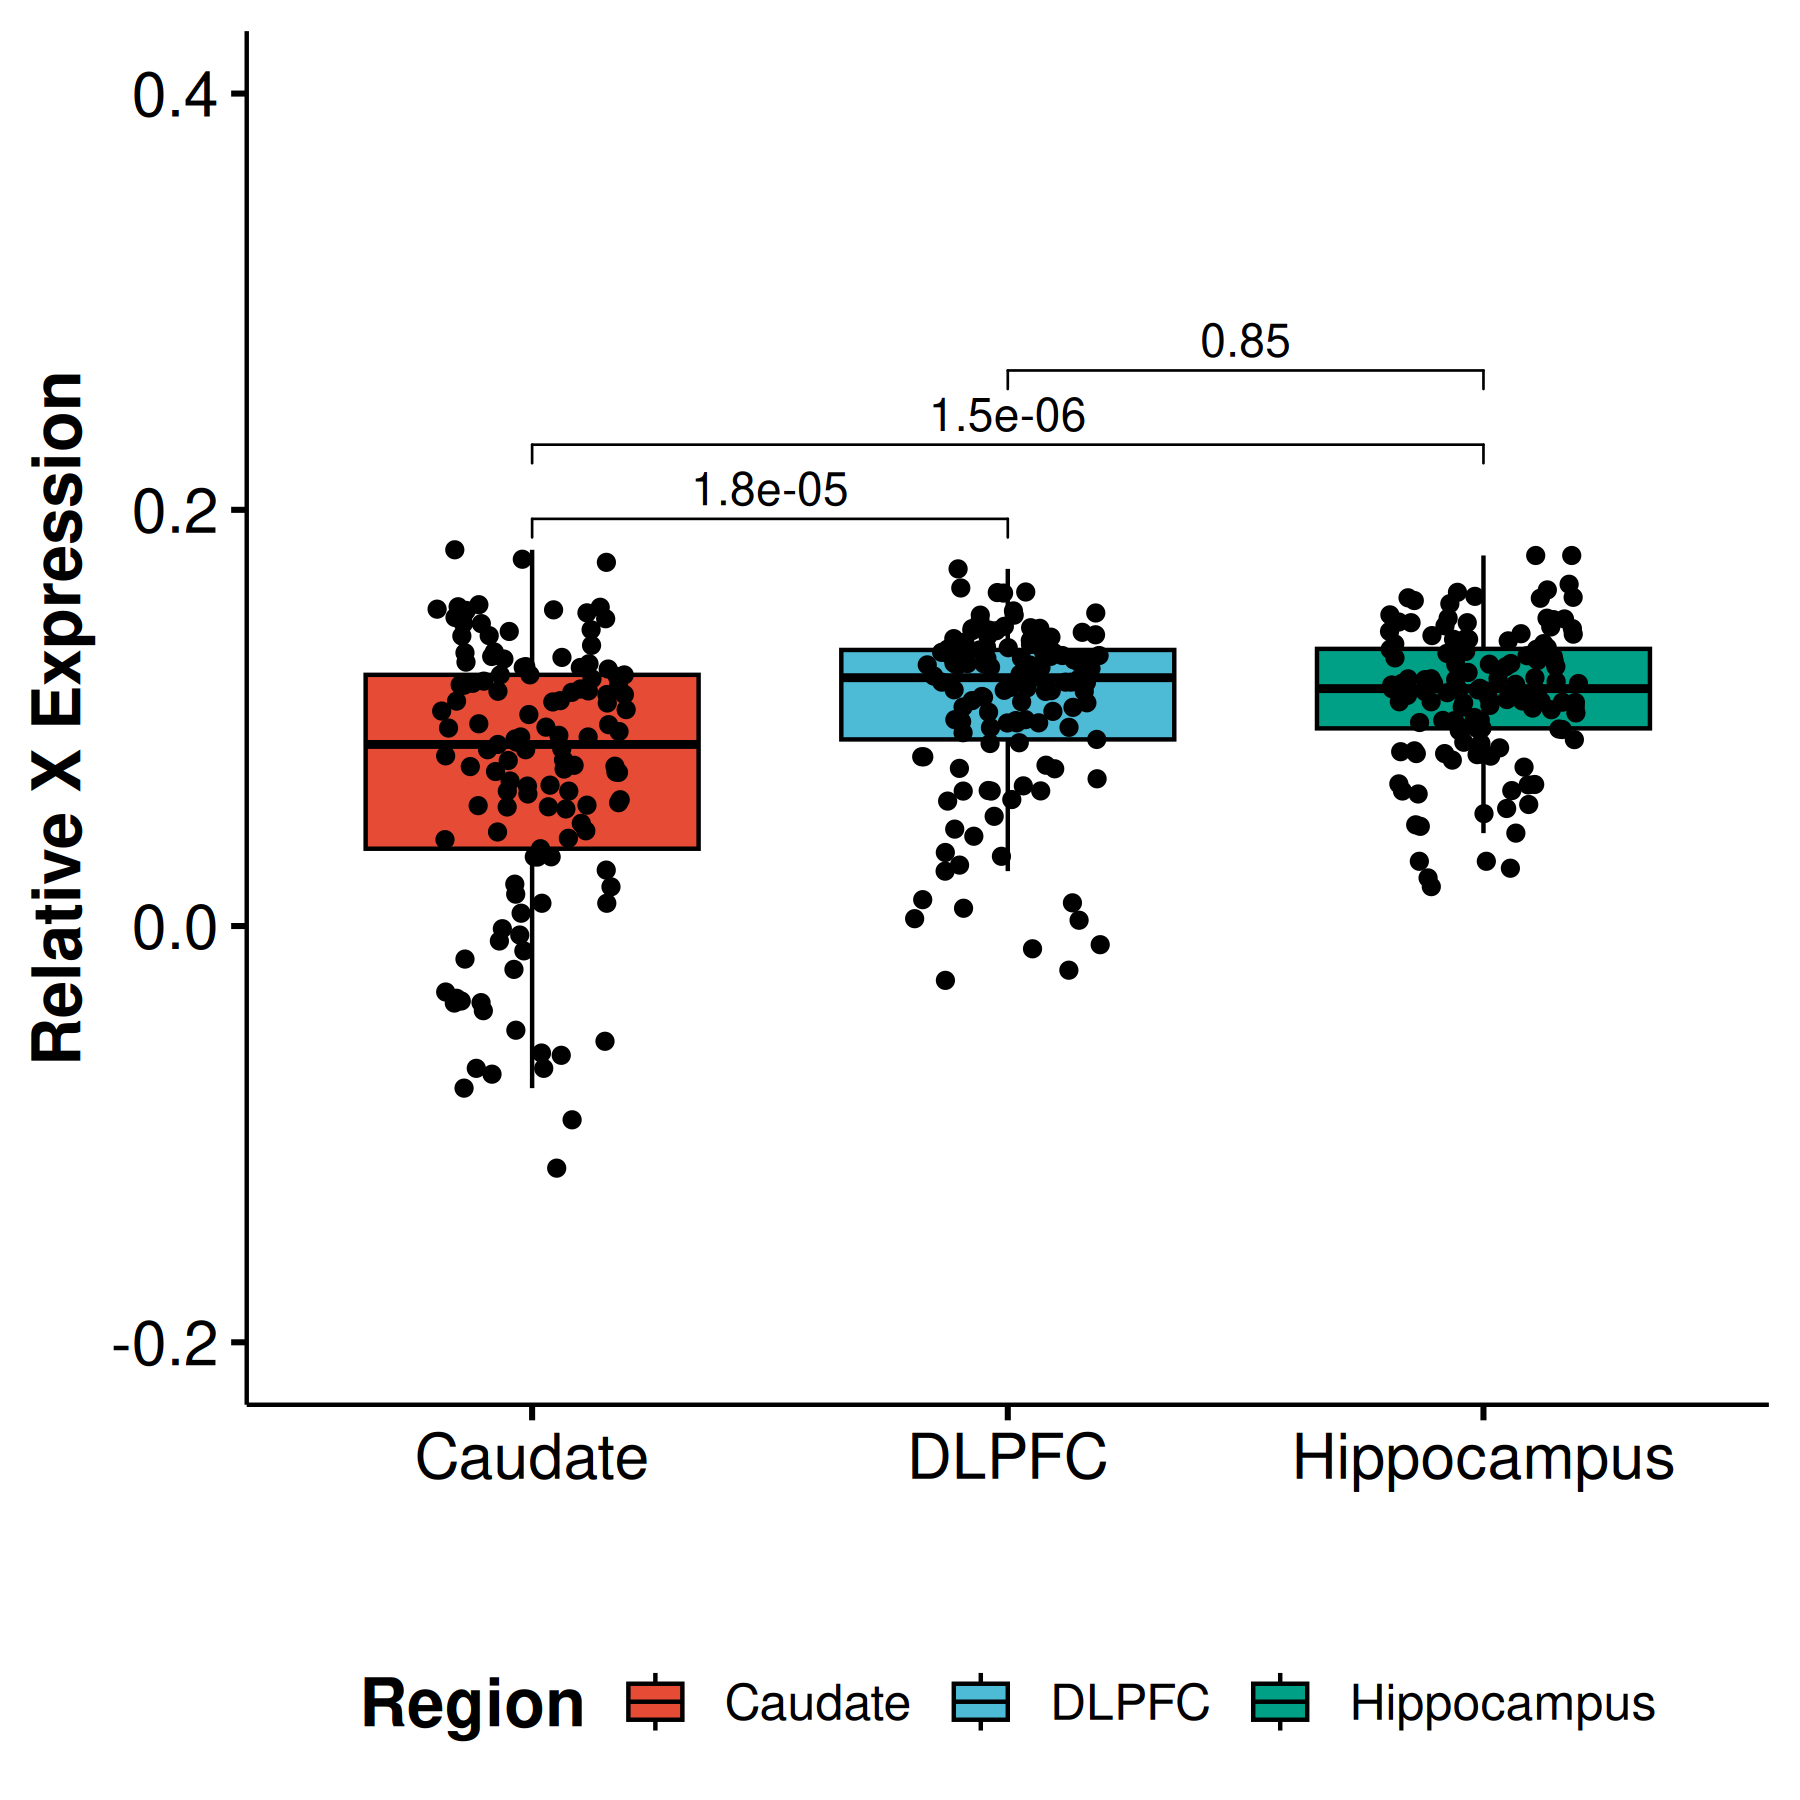 Relative X Expression
0.4
0.2
0.0
-0.2
0.85
1.5e-06
1.8e-05
Caudate DLPFC Hippocampus
Region Caudate DLPFC Hippocampus